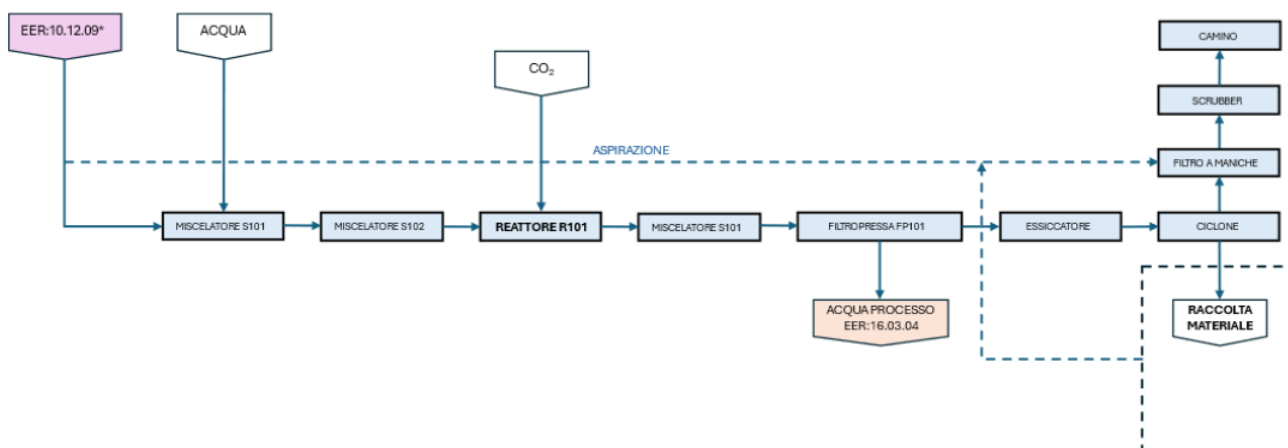 EER:10.12.09*
ACQUA
CO₂
CAMINO
SCRUBBER
ASPIRAZIONE
FILTRO A MANICHE
MISCELATORE S101
MISCELATORE S102
REATTORE R101
MISCELATORE S101
FILTROPRESSA FP101
ESSICCATORE
CICLONE
ACQUA PROCESSO
EER:16.03.04
RACCOLTA
MATERIALE